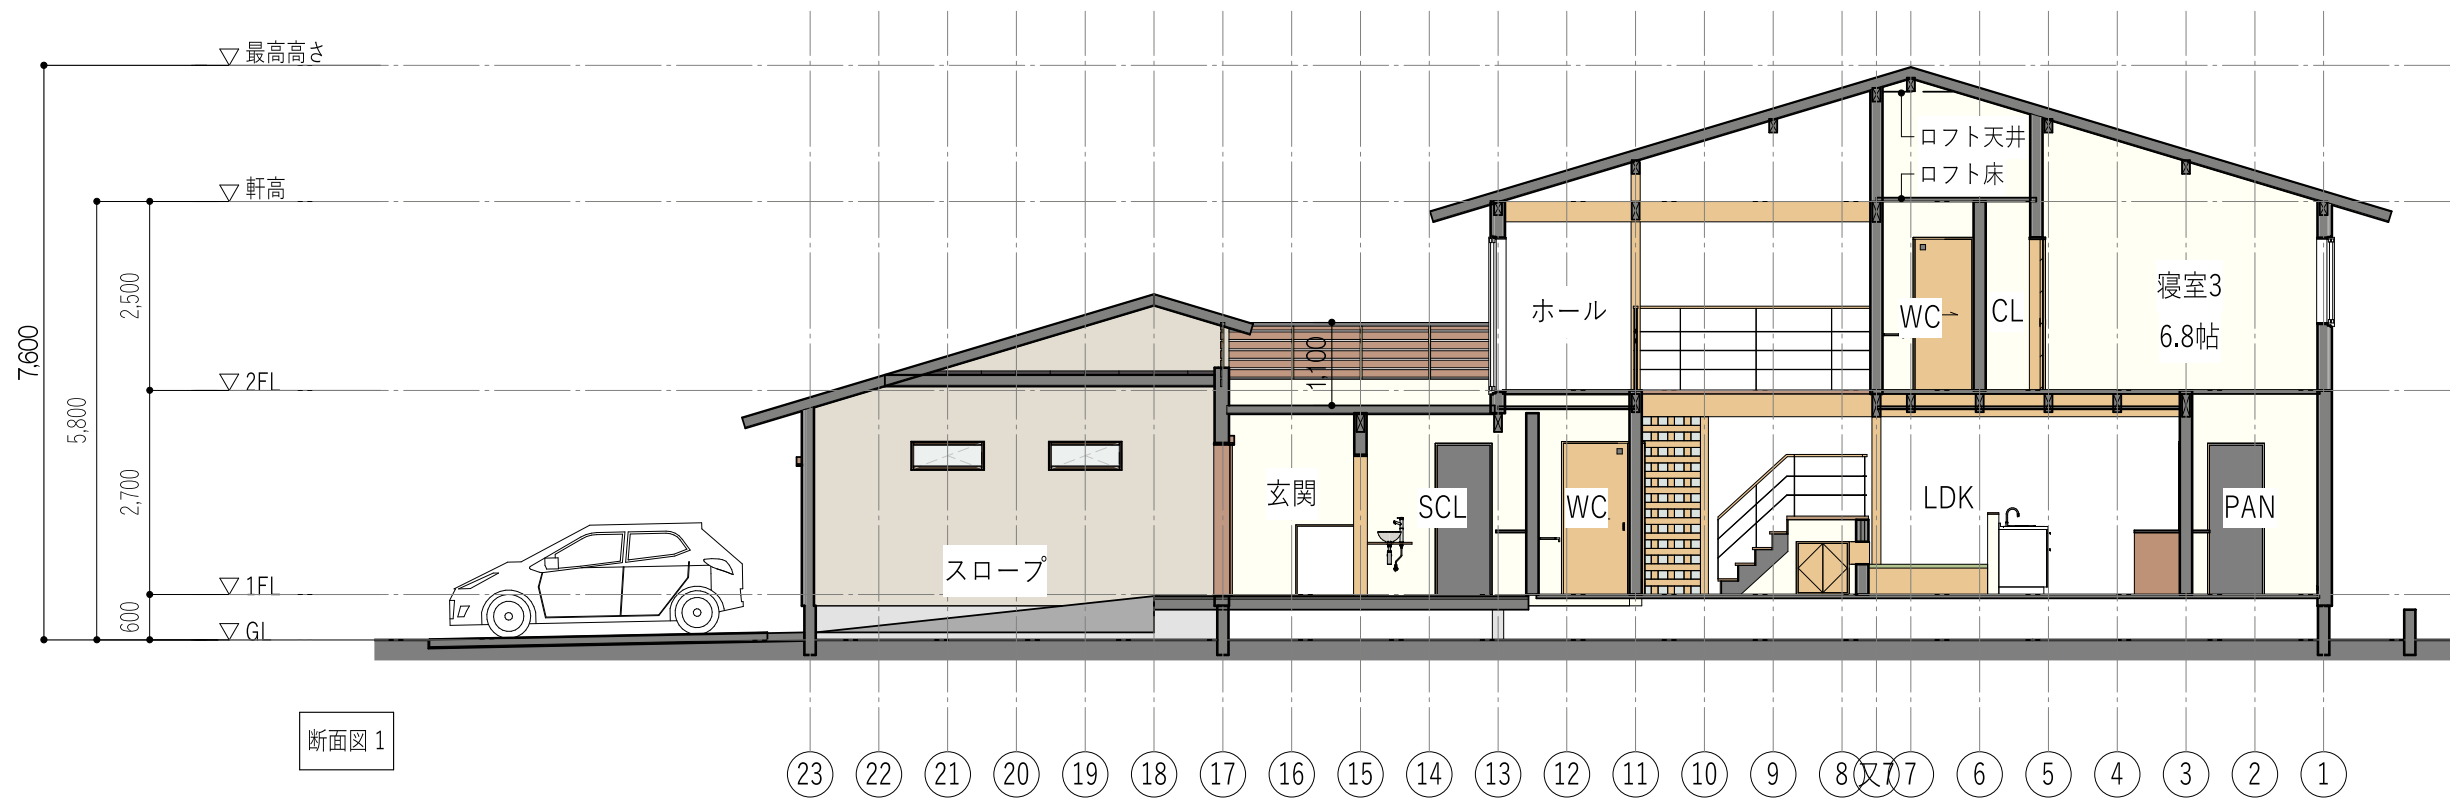 最高高さ
ロフト天井
ロフト床
軒高
2,500
7,600
ホール
WC
CL
寝室3
6.8帖
1,100
2FL
5,800
2,700
玄関
SCL
WC
LDK
PAN
スロープ
1FL
600
GL
断面図 1
23 22 21 20 19 18 17 16 15 14 13 12 11 10 9 8 又7 7 6 5 4 3 2 1